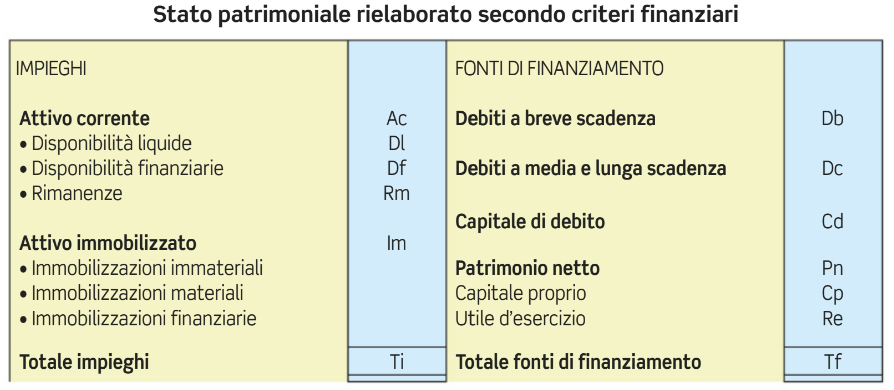 Stato patrimoniale rielaborato secondo criteri finanziari
IMPIEGHI FONTI DI FINANZIAMENTO
Attivo corrente Ac Debiti a breve scadenza Db
• Disponibilità liquide Dl
• Disponibilità finanziarie Df Debiti a media e lunga scadenza Dc
• Rimanenze Rm
Capitale di debito Cd
Attivo immobilizzato Im
• Immobilizzazioni immateriali Patrimonio netto Pn
• Immobilizzazioni materiali Capitale proprio Cp
• Immobilizzazioni finanziarie Utile d'esercizio Re
Totale impieghi Ti Totale fonti di finanziamento Tf